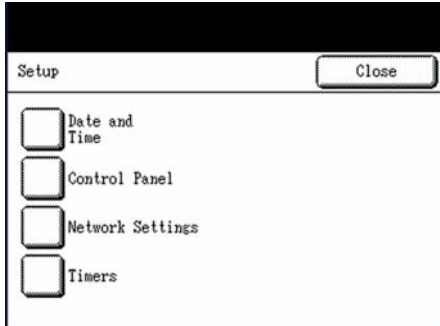 Setup
Close
Date and
Time
Control Panel
Network Settings
Timers